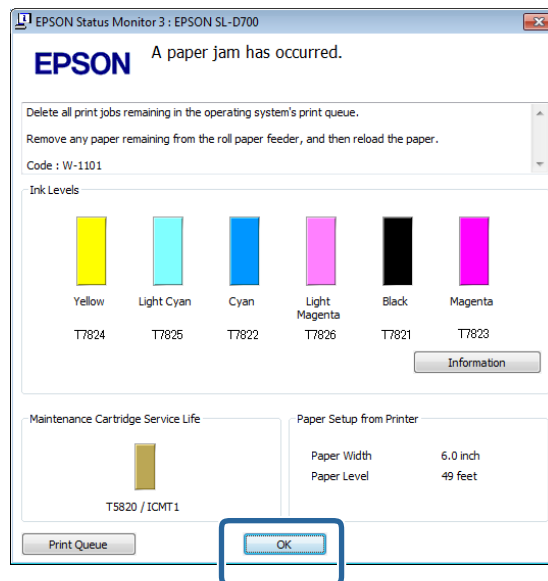 EPSON Status Monitor 3 : EPSON SL-D700
EPSON
A paper jam has occurred.
Delete all print jobs remaining in the operating system's print queue.
Remove any paper remaining from the roll paper feeder, and then reload the paper.
Code : W-1101
Ink Levels
Yellow Light Cyan Cyan Light Magenta Black Magenta
T7824 T7825 T7822 T7826 T7821 T7823
Information
Maintenance Cartridge Service Life
T5820 / ICMT1
Paper Setup from Printer
Paper Width 6.0 inch
Paper Level 49 feet
Print Queue
OK